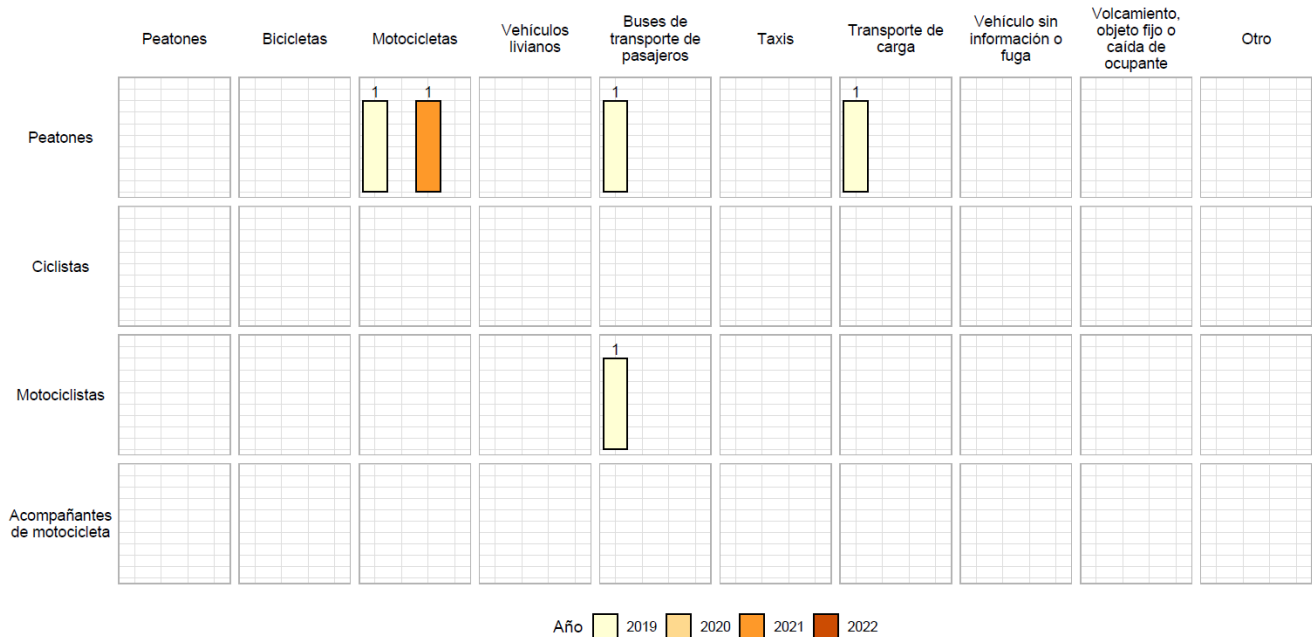 Peatones
Bicicletas
Motocicletas
Vehículos
livianos
Buses de
transporte de
pasajeros
Taxis
Transporte de
carga
Vehículo sin
información o
fuga
Volcamiento,
objeto fijo o
caída de
ocupante
Otro
Peatones
1 1 1 1
Ciclistas
Motociclistas
1
Acompañantes
de motocicleta
Año 2019 2020 2021 2022